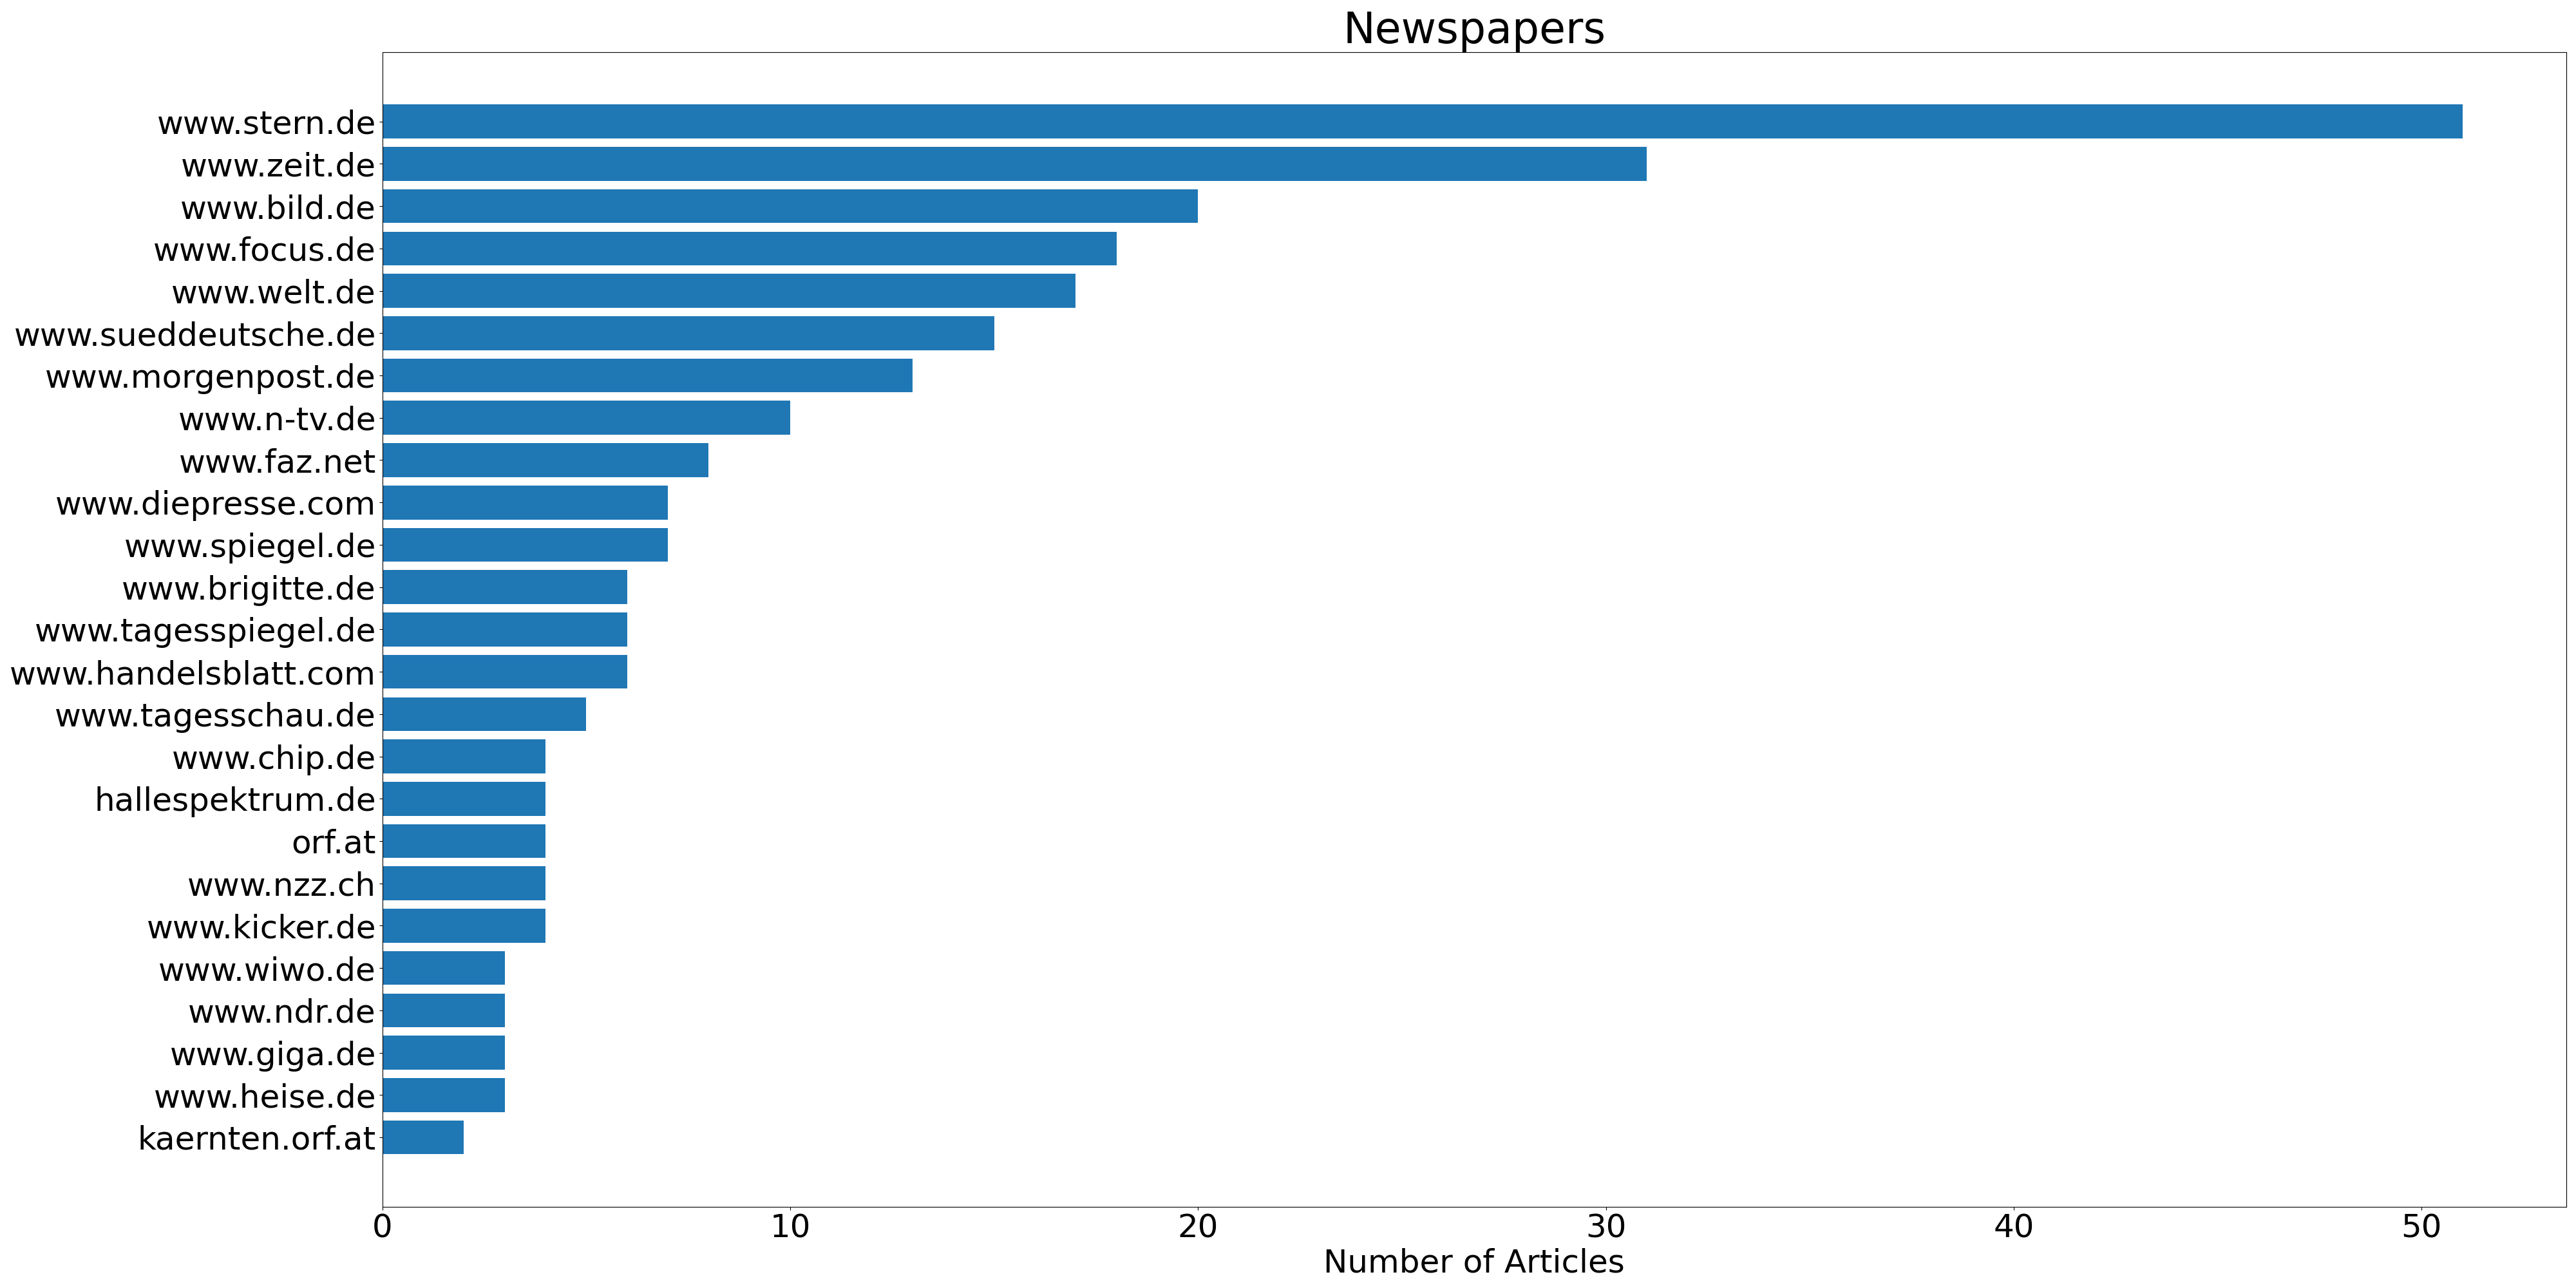 Newspapers
www.stern.de
www.zeit.de
www.bild.de
www.focus.de
www.welt.de
www.sueddeutsche.de
www.morgenpost.de
www.n-tv.de
www.faz.net
www.diepresse.com
www.spiegel.de
www.brigitte.de
www.tagesspiegel.de
www.handelsblatt.com
www.tagesschau.de
www.chip.de
hallespektrum.de
orf.at
www.nzz.ch
www.kicker.de
www.wiwo.de
www.ndr.de
www.giga.de
www.heise.de
kaernten.orf.at
0 10 20 30 40 50
Number of Articles